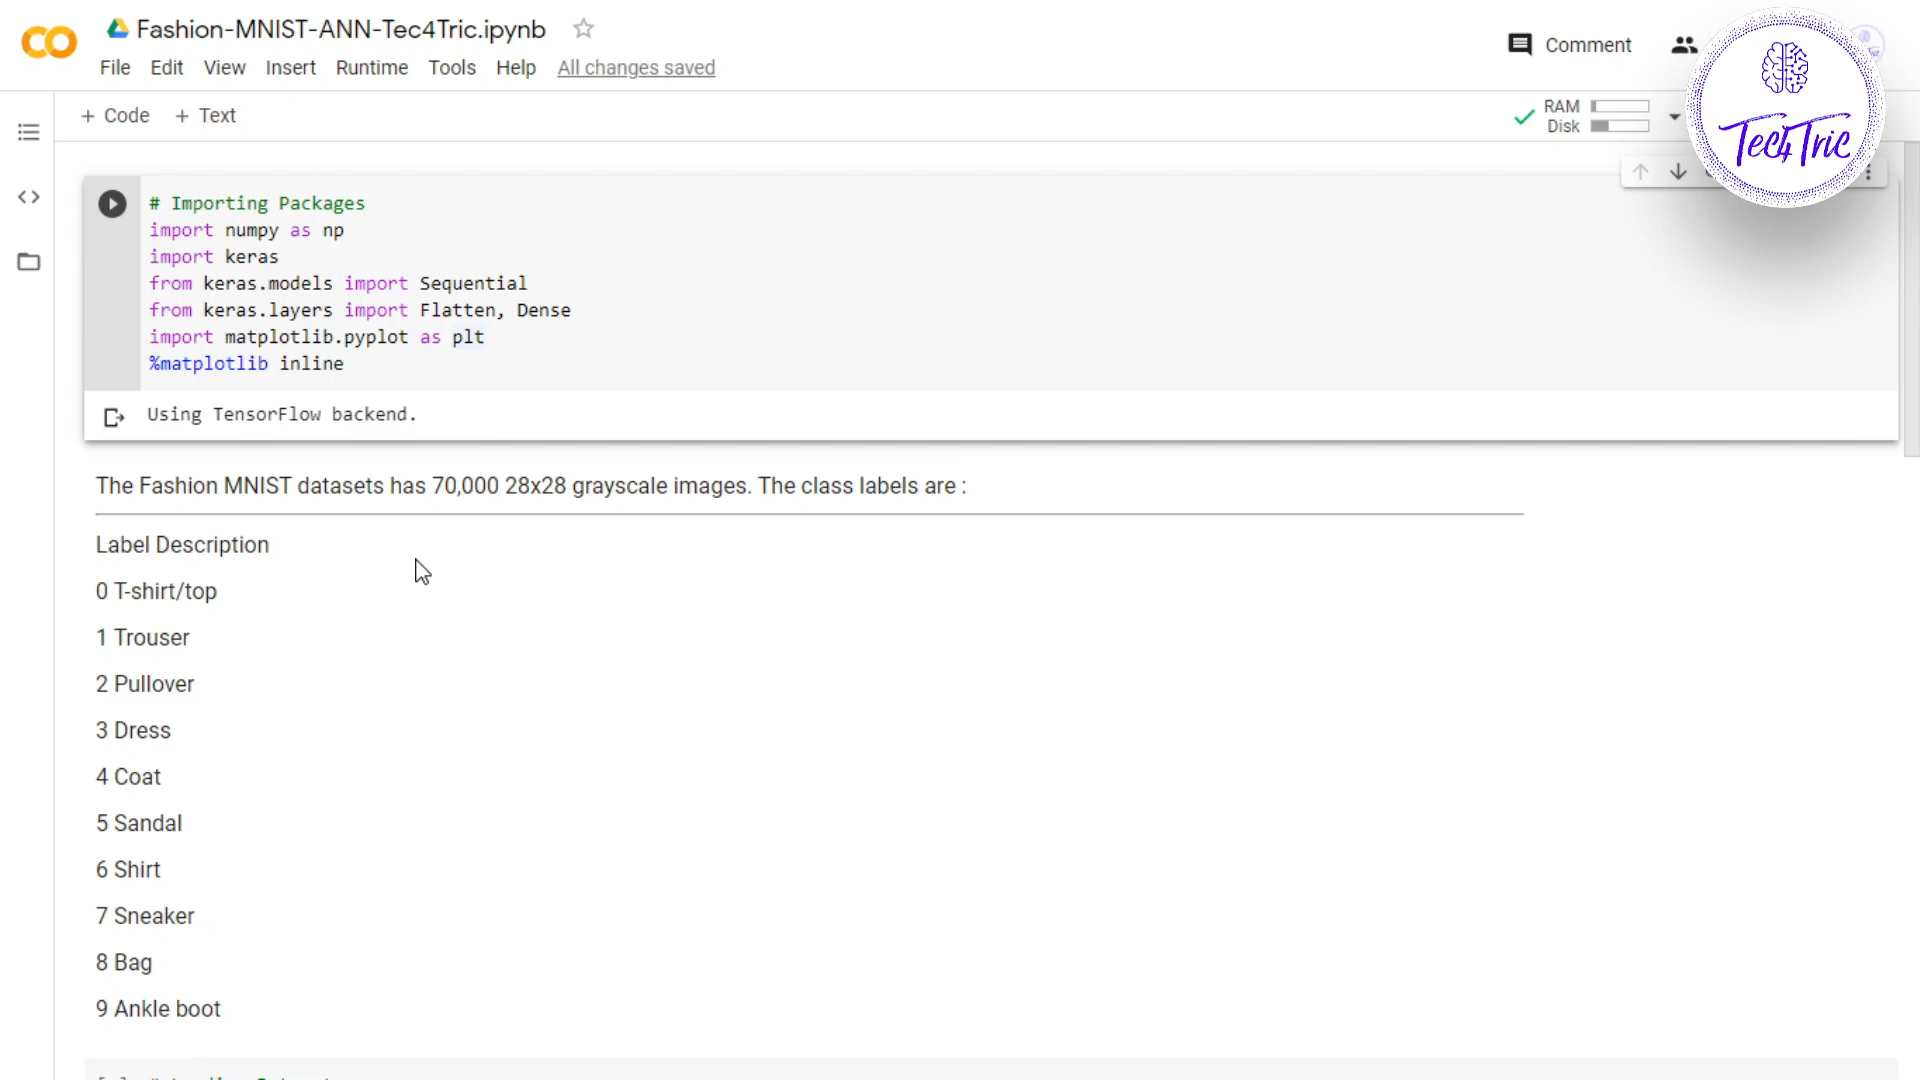 Fashion-MNIST-ANN-Tec4Tric.ipynb
File Edit View Insert Runtime Tools Help All changes saved
Comment
+ Code + Text
RAM
Disk
Tec4Tric
# Importing Packages
import numpy as np
import keras
from keras.models import Sequential
from keras.layers import Flatten, Dense
import matplotlib.pyplot as plt
%matplotlib inline
Using TensorFlow backend.
The Fashion MNIST datasets has 70,000 28x28 grayscale images. The class labels are :
Label Description
0 T-shirt/top
1 Trouser
2 Pullover
3 Dress
4 Coat
5 Sandal
6 Shirt
7 Sneaker
8 Bag
9 Ankle boot